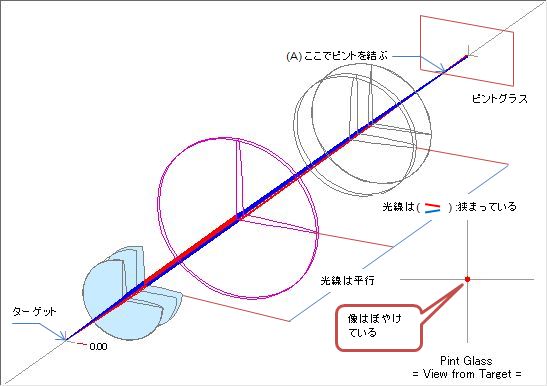 (A)ここでピントを結ぶ
ピントグラス
光線は( ):狭まっている
光線は平行
ターゲット
0.00
像はぼやけ
ている
Pint Glass
= View from Target =